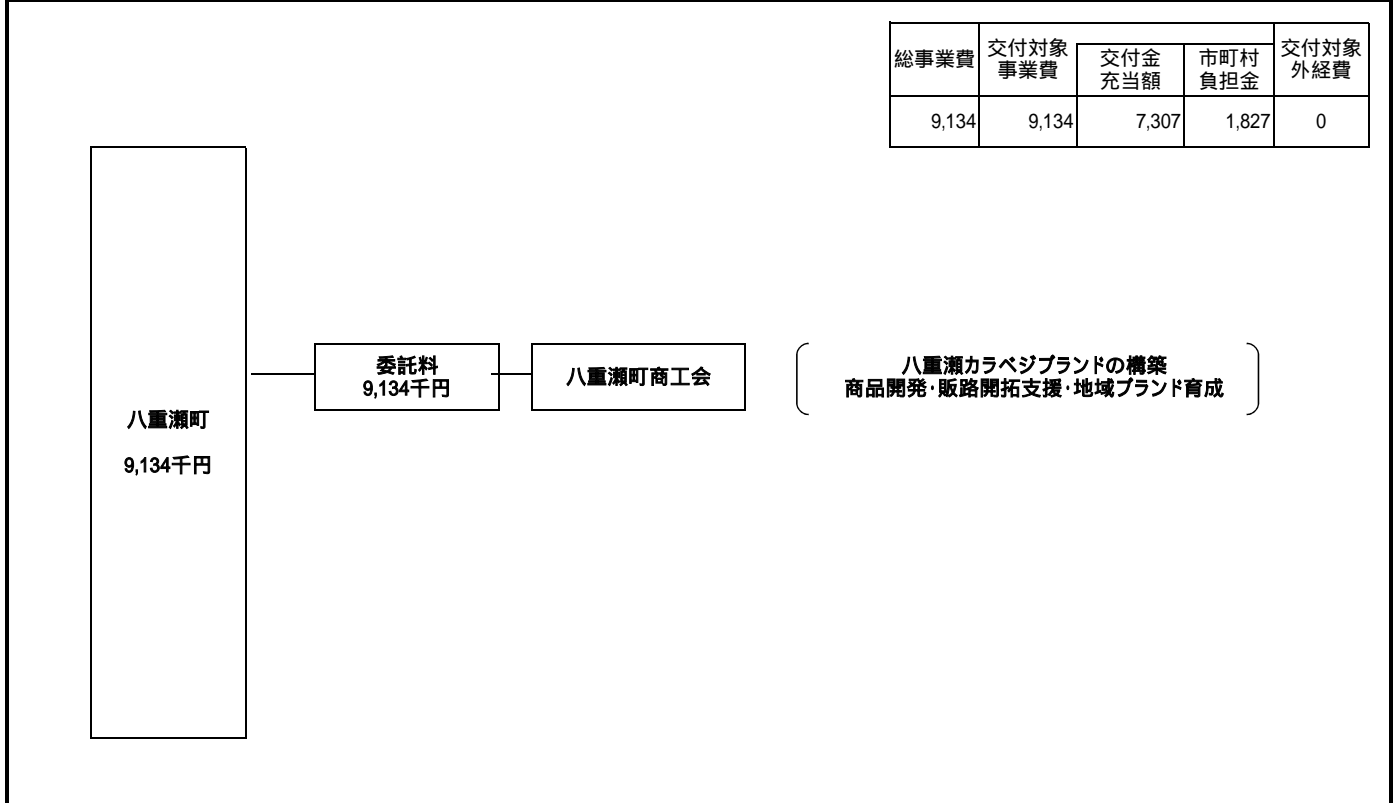 総事業費 交付対象事業費 交付金充当額 市町村負担金 交付対象外経費
9,134 9,134 7,307 1,827 0
八重瀬町
9,134千円
委託料
9,134千円
八重瀬町商工会
八重瀬カラベジブランドの構築
商品開発・販路開拓支援・地域ブランド育成